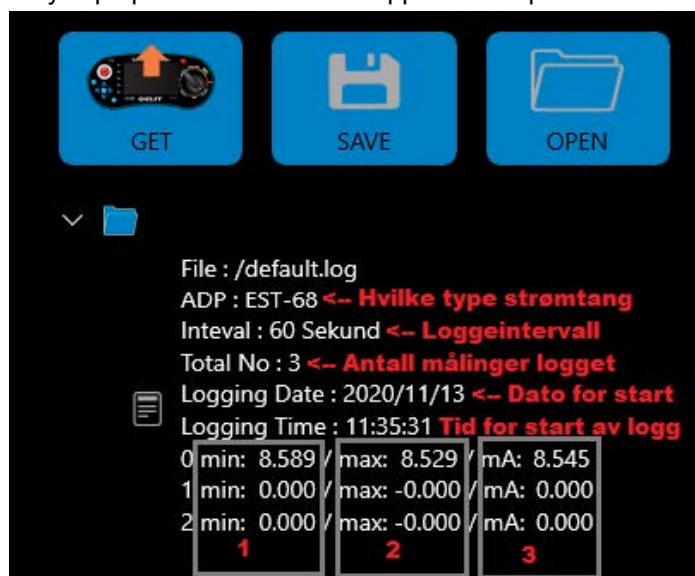 GET SAVE OPEN
File : /default.log
ADP : EST-68 <-- Hvilke type strømtang
Inteval : 60 Sekund <-- Loggeintervall
Total No : 3 <-- Antall målinger logget
Logging Date : 2020/11/13 <-- Dato for start
Logging Time : 11:35:31 Tid for start av logg
0 min: 8.589 / max: 8.529 / mA: 8.545
1 min: 0.000 / max: -0.000 / mA: 0.000
2 min: 0.000 / max: -0.000 / mA: 0.000
1 2 3